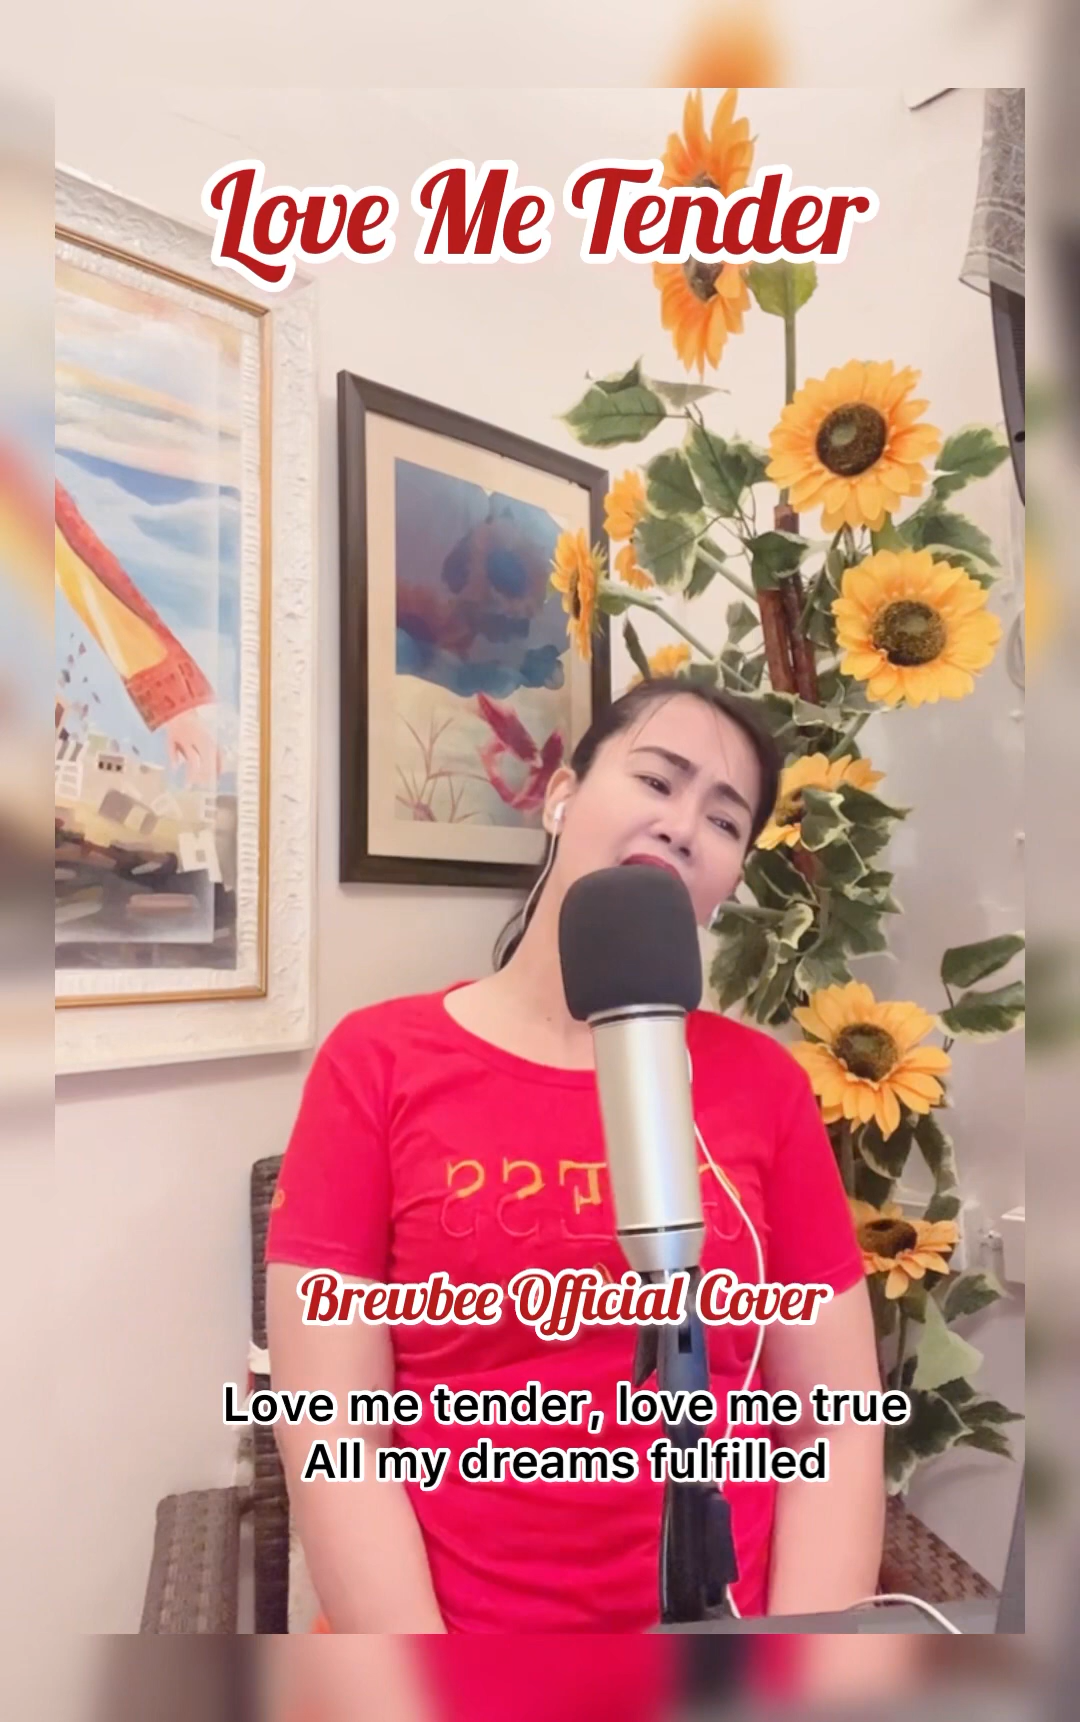 Love Me Tender
Brewbee Official Cover
Love me tender, love me true
All my dreams fulfilled